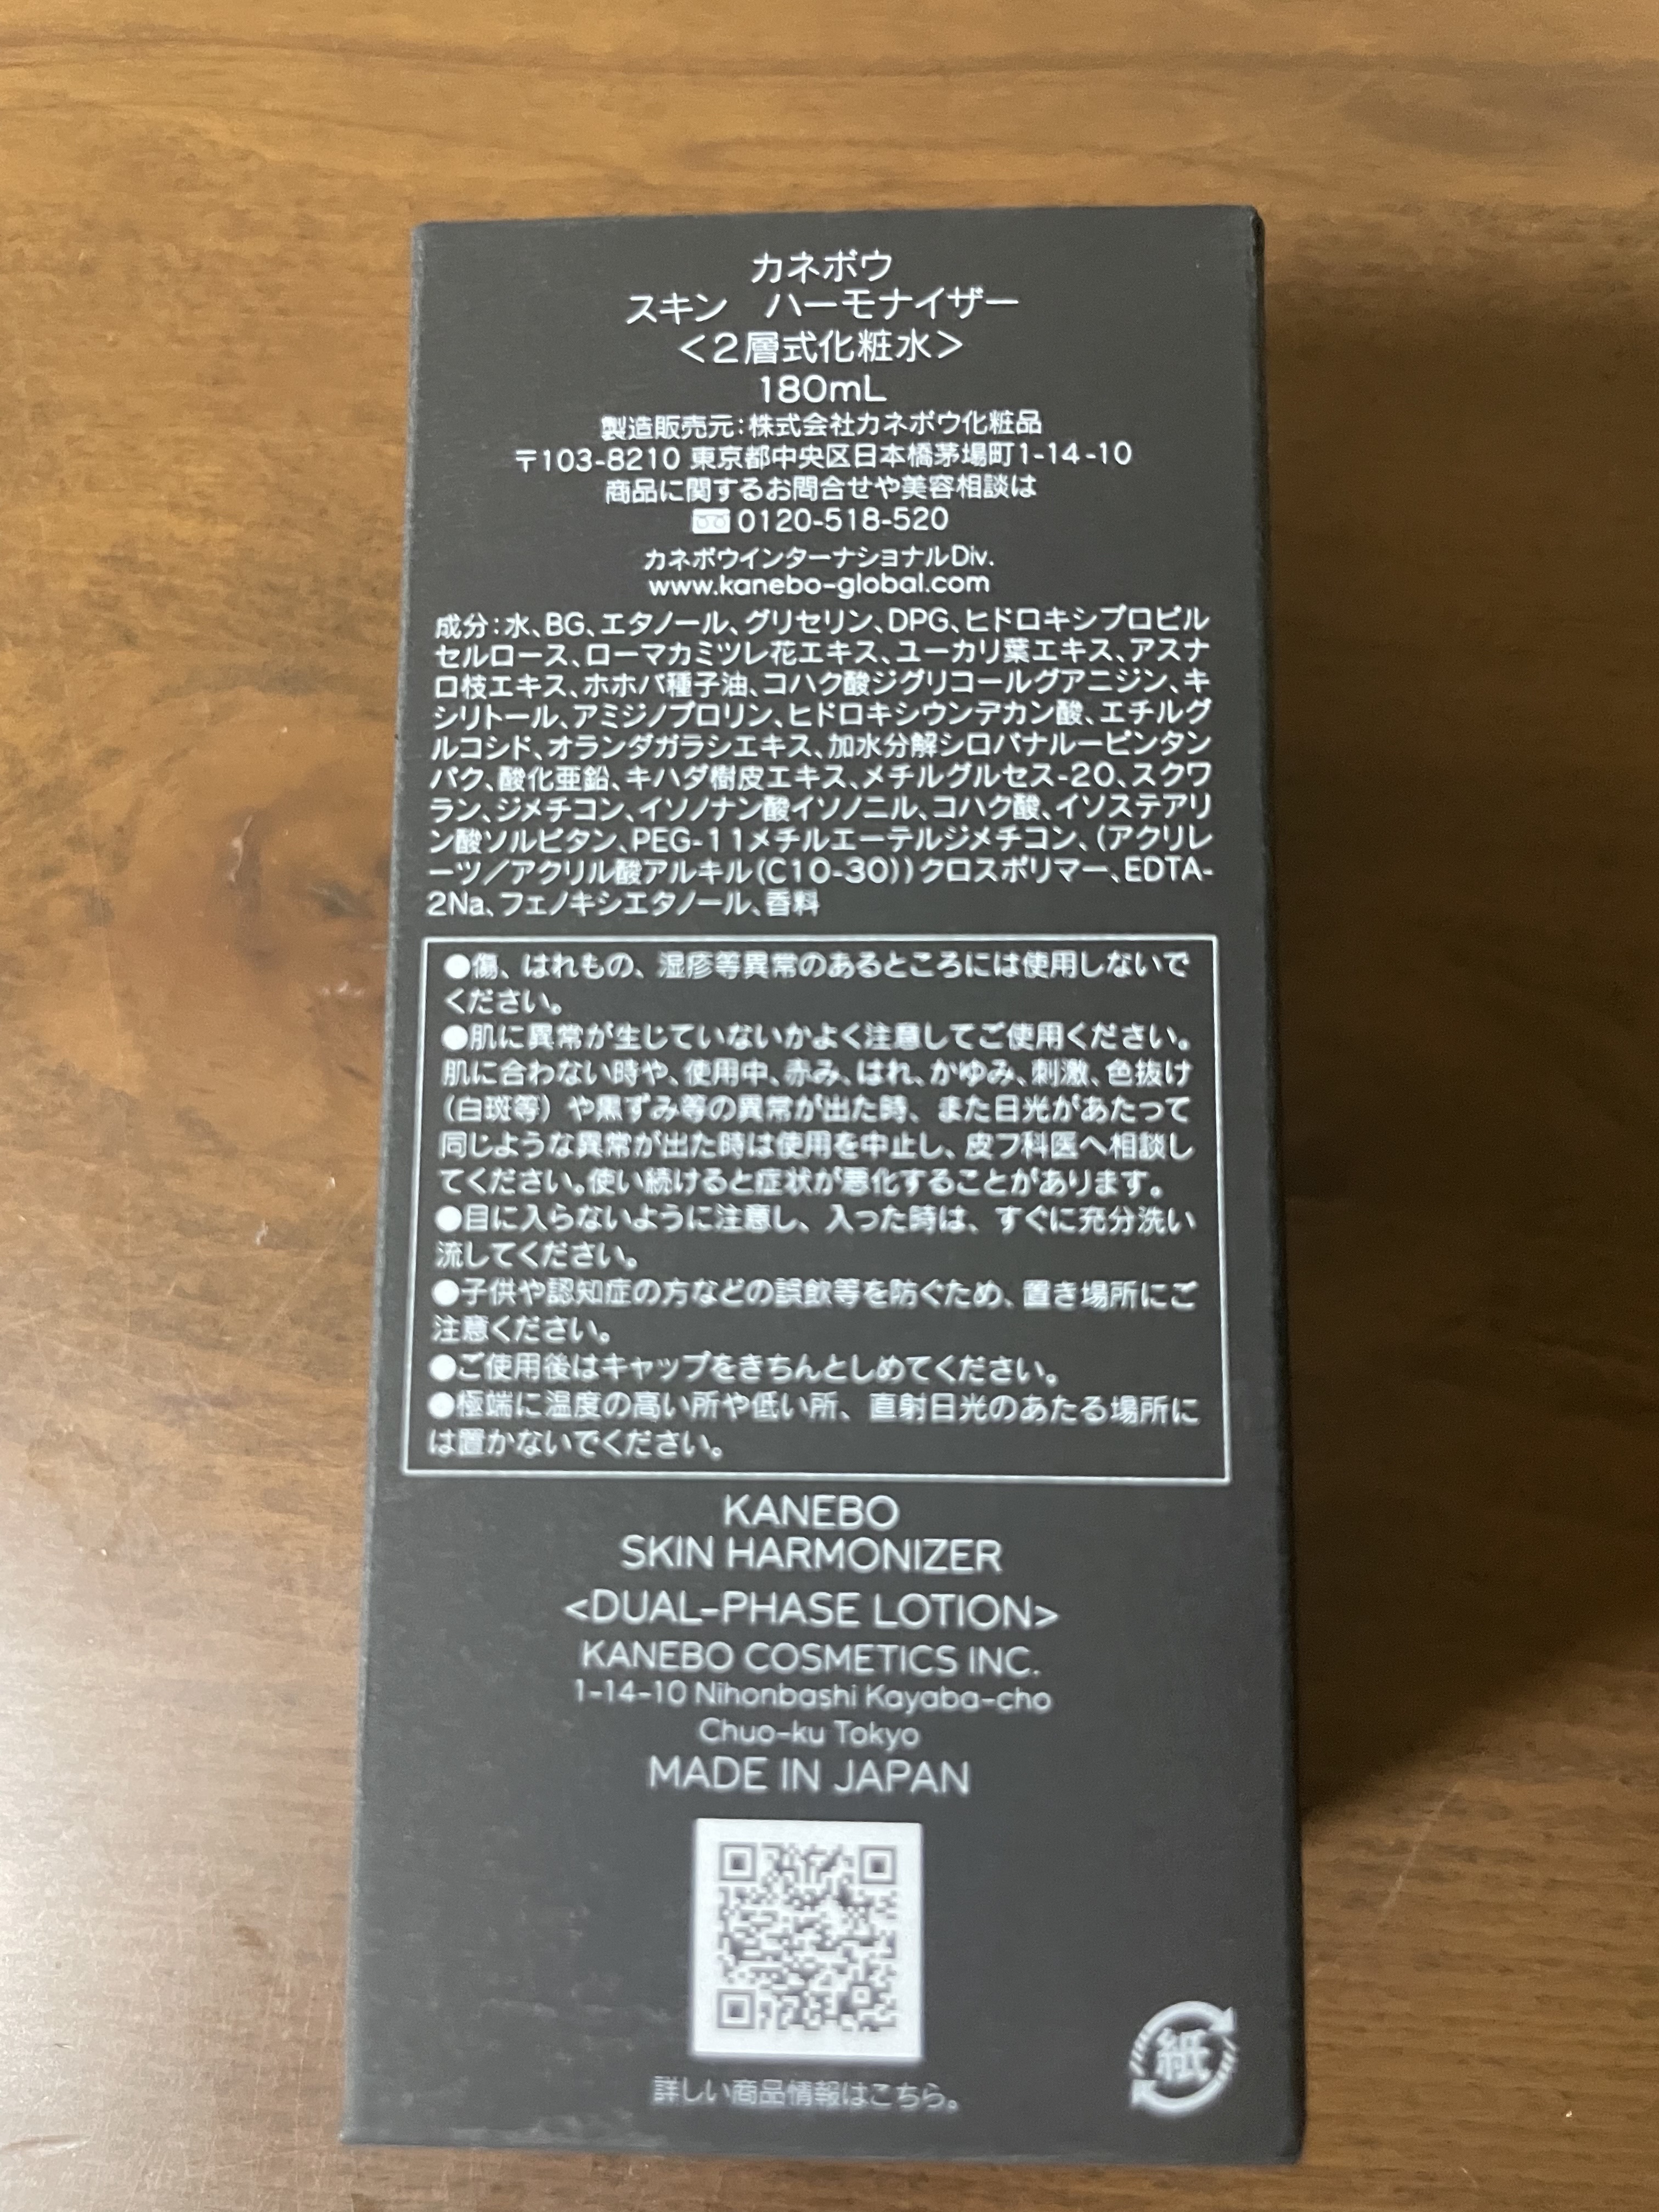 カネボウ
スキン　ハーモナイザー
＜２層式化粧水＞
180mL
製造販売元：株式会社カネボウ化粧品
〒103-8210 東京都中央区日本橋茅場町1-14-10
商品に関するお問合せや美容相談は
0120-518-520
カネボウインターナショナルDiv.
www.kanebo-global.com
成分：水、BG、エタノール、グリセリン、DPG、ヒドロキシプロピル
セルロース、ローマカミツレ花エキス、ユーカリ葉エキス、アスナ
ロ枝エキス、ホホバ種子油、コハク酸ジグリコールグアニジン、キ
シリトール、アミジノプロリン、ヒドロキシウンデカン酸、エチルグ
ルコシド、オランダガラシエキス、加水分解シロバナルーピンタン
パク、酸化亜鉛、キハダ樹皮エキス、メチルグルセス-20、スクワ
ラン、ジメチコン、イソノナン酸イソノニル、コハク酸、イソステアリ
ン酸ソルビタン、PEG-11メチルエーテルジメチコン、（アクリレ
ーツ／アクリル酸アルキル（C10-30））クロスポリマー、EDTA-
2Na、フェノキシエタノール、香料
●傷、はれもの、湿疹等異常のあるところには使用しないで
ください。
●肌に異常が生じていないかよく注意してご使用ください。
肌に合わない時や、使用中、赤み、はれ、かゆみ、刺激、色抜け
（白斑等）や黒ずみ等の異常が出た時、また日光があたって
同じような異常が出た時は使用を中止し、皮フ科医へ相談し
てください。使い続けると症状が悪化することがあります。
●目に入らないように注意し、入った時は、すぐに充分洗い
流してください。
●子供や認知症の方などの誤飲等を防ぐため、置き場所にご
注意ください。
●ご使用後はキャップをきちんとしめてください。
●極端に温度の高い所や低い所、直射日光のあたる場所に
は置かないでください。
KANEBO
SKIN HARMONIZER
<DUAL-PHASE LOTION>
KANEBO COSMETICS INC.
1-14-10 Nihonbashi Kayaba-cho
Chuo-ku Tokyo
MADE IN JAPAN
紙
詳しい商品情報はこちら。